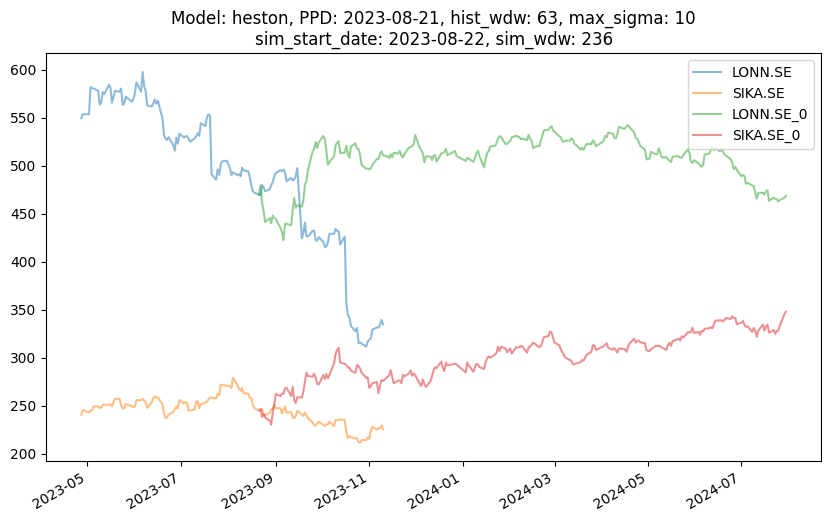 Model: heston, PPD: 2023-08-21, hist_wdw: 63, max_sigma: 10
sim_start_date: 2023-08-22, sim_wdw: 236
LONN.SE
SIKA.SE
LONN.SE_0
SIKA.SE_0
600
550
500
450
400
350
300
250
200
2023-05
2023-07
2023-09
2023-11
2024-01
2024-03
2024-05
2024-07